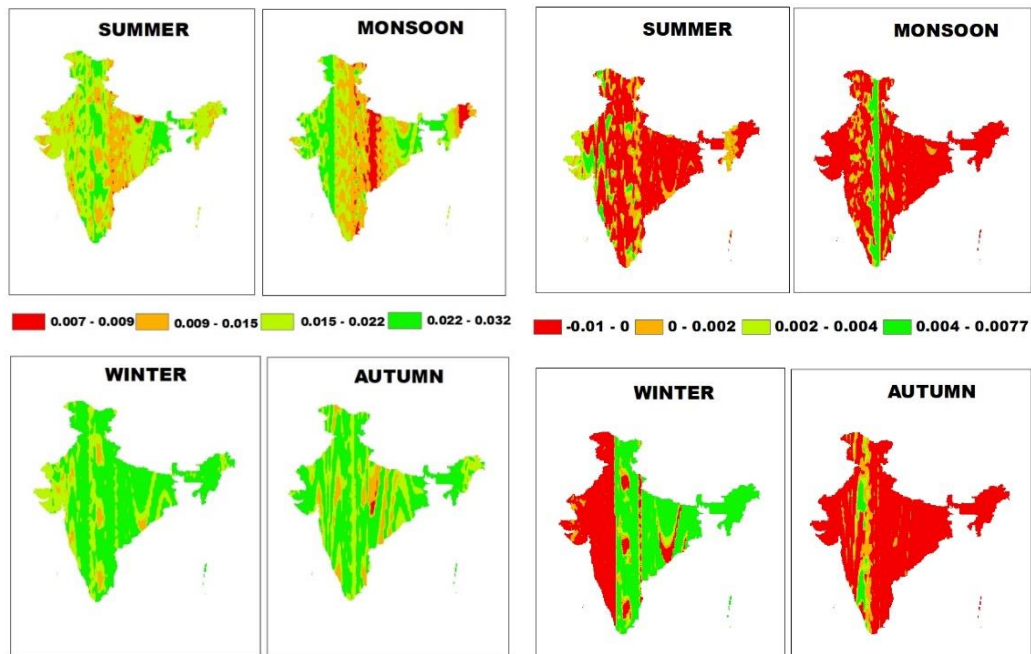 SUMMER
MONSOON
0.007 - 0.009 0.009 - 0.015 0.015 - 0.022 0.022 - 0.032
WINTER
AUTUMN
SUMMER
MONSOON
-0.01 - 0 0 - 0.002 0.002 - 0.004 0.004 - 0.0077
WINTER
AUTUMN